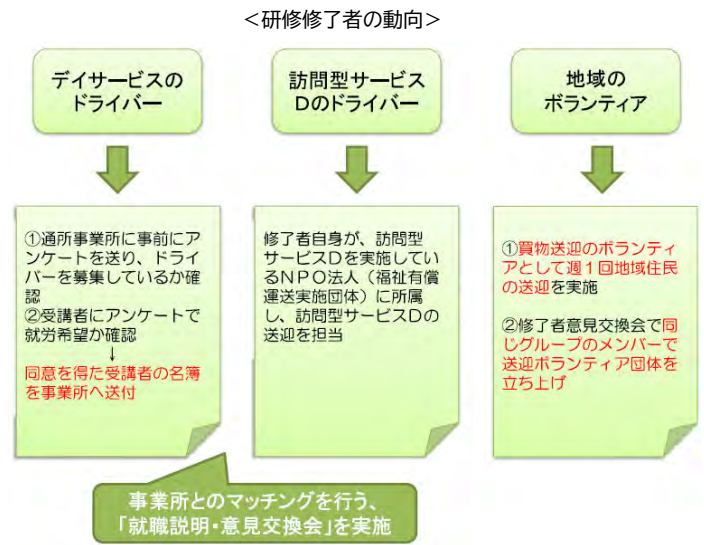 <研修修了者の動向>
デイサービスの
ドライバー
訪問型サービス
Dのドライバー
地域の
ボランティア
①通所事業所に事前にア
ンケートを送り、ドライ
バーを募集しているか確
認
②受講者にアンケートで
就労希望か確認
↓
同意を得た受講者の名簿
を事業所へ送付
修了者自身が、訪問型
サービスDを実施してい
るNPO法人（福祉有償
運送実施団体）に所属
し、訪問型サービスDの
送迎を担当
①買物送迎のボランティ
アとして週１回地域住民
の送迎を実施
②修了者意見交換会で同
じグループのメンバーで
送迎ボランティア団体を
立ち上げ
事業所とのマッチングを行う、
「就職説明・意見交換会」を実施